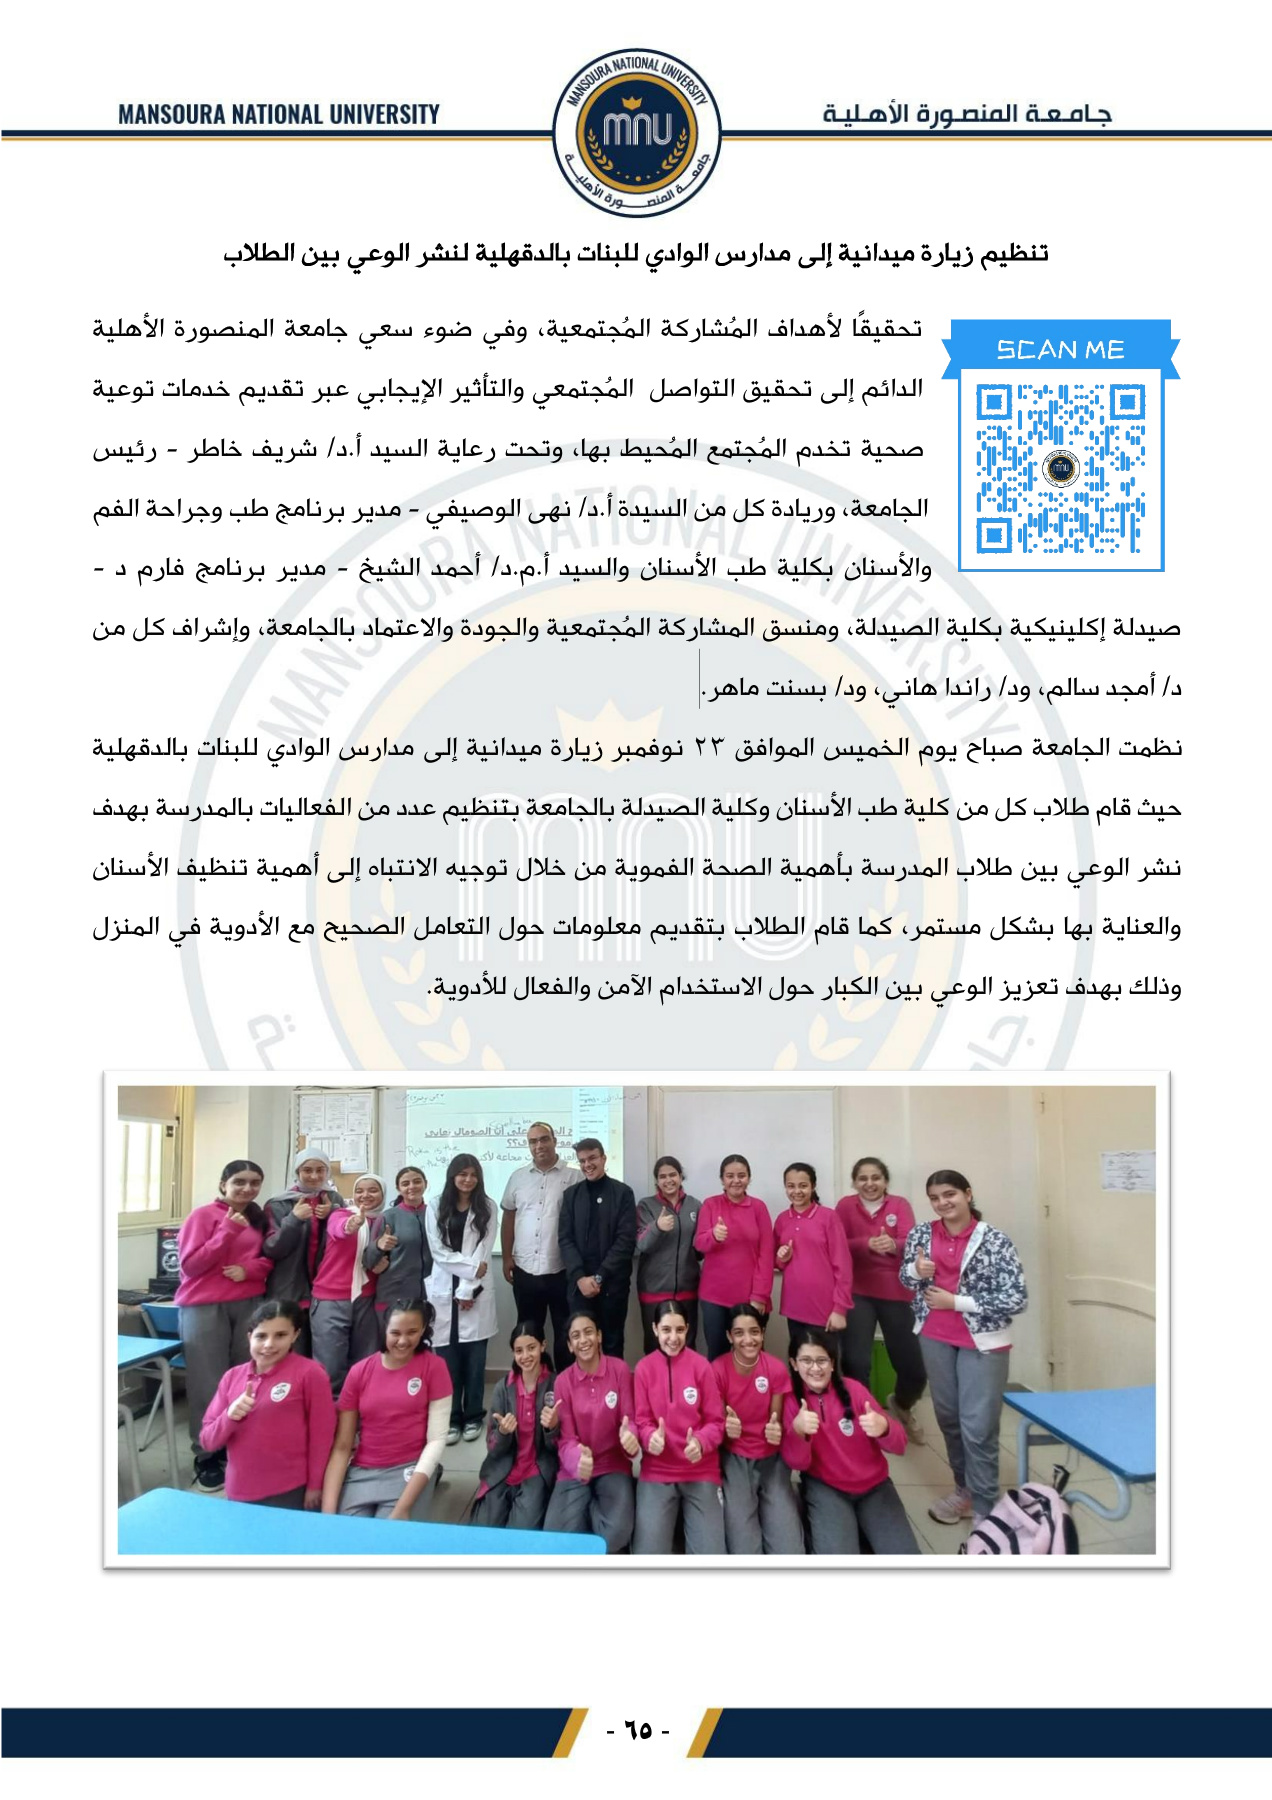 MANSOURA NATIONAL UNIVERSITY
جامعة المنصورة الأهلية
MANSOURA NATIONAL UNIVERSITY
mnu
جامعة المنصورة الأهلية
تنظيم زيارة ميدانية إلى مدارس الوادي للبنات بالدقهلية لنشر الوعي بين الطلاب
SCAN ME
تحقيقًا لأهداف المُشاركة المُجتمعية، وفي ضوء سعي جامعة المنصورة الأهلية
الدائم إلى تحقيق التواصل المُجتمعي والتأثير الإيجابي عبر تقديم خدمات توعية
صحية تخدم المُجتمع المُحيط بها، وتحت رعاية السيد أ.د/ شريف خاطر - رئيس
الجامعة، وريادة كل من السيدة أ.د/ نهى الوصيفي - مدير برنامج طب وجراحة الفم
والأسنان بكلية طب الأسنان والسيد أ.م.د/ أحمد الشيخ - مدير برنامج فارم د -
صيدلة إكلينيكية بكلية الصيدلة، ومنسق المشاركة المُجتمعية والجودة والاعتماد بالجامعة، وإشراف كل من
د/ أمجد سالم، ود/ راندا هاني، ود/ بسنت ماهر.
نظمت الجامعة صباح يوم الخميس الموافق ٢٣ نوفمبر زيارة ميدانية إلى مدارس الوادي للبنات بالدقهلية
حيث قام طلاب كل من كلية طب الأسنان وكلية الصيدلة بالجامعة بتنظيم عدد من الفعاليات بالمدرسة بهدف
نشر الوعي بين طلاب المدرسة بأهمية الصحة الفموية من خلال توجيه الانتباه إلى أهمية تنظيف الأسنان
والعناية بها بشكل مستمر، كما قام الطلاب بتقديم معلومات حول التعامل الصحيح مع الأدوية في المنزل
وذلك بهدف تعزيز الوعي بين الكبار حول الاستخدام الآمن والفعال للأدوية.
على أن الصومال تعاني
- ٦٥ -